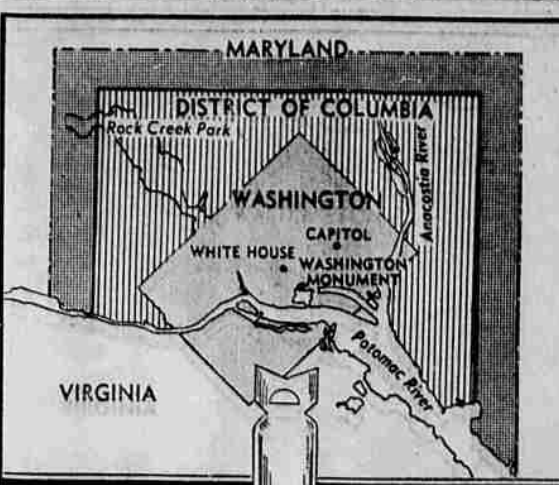 MARYLAND
DISTRICT OF COLUMBIA
Rock Creek Park
Anacostia River
WASHINGTON
CAPITOL
WHITE HOUSE
WASHINGTON
MONUMENT
Potomac River
VIRGINIA